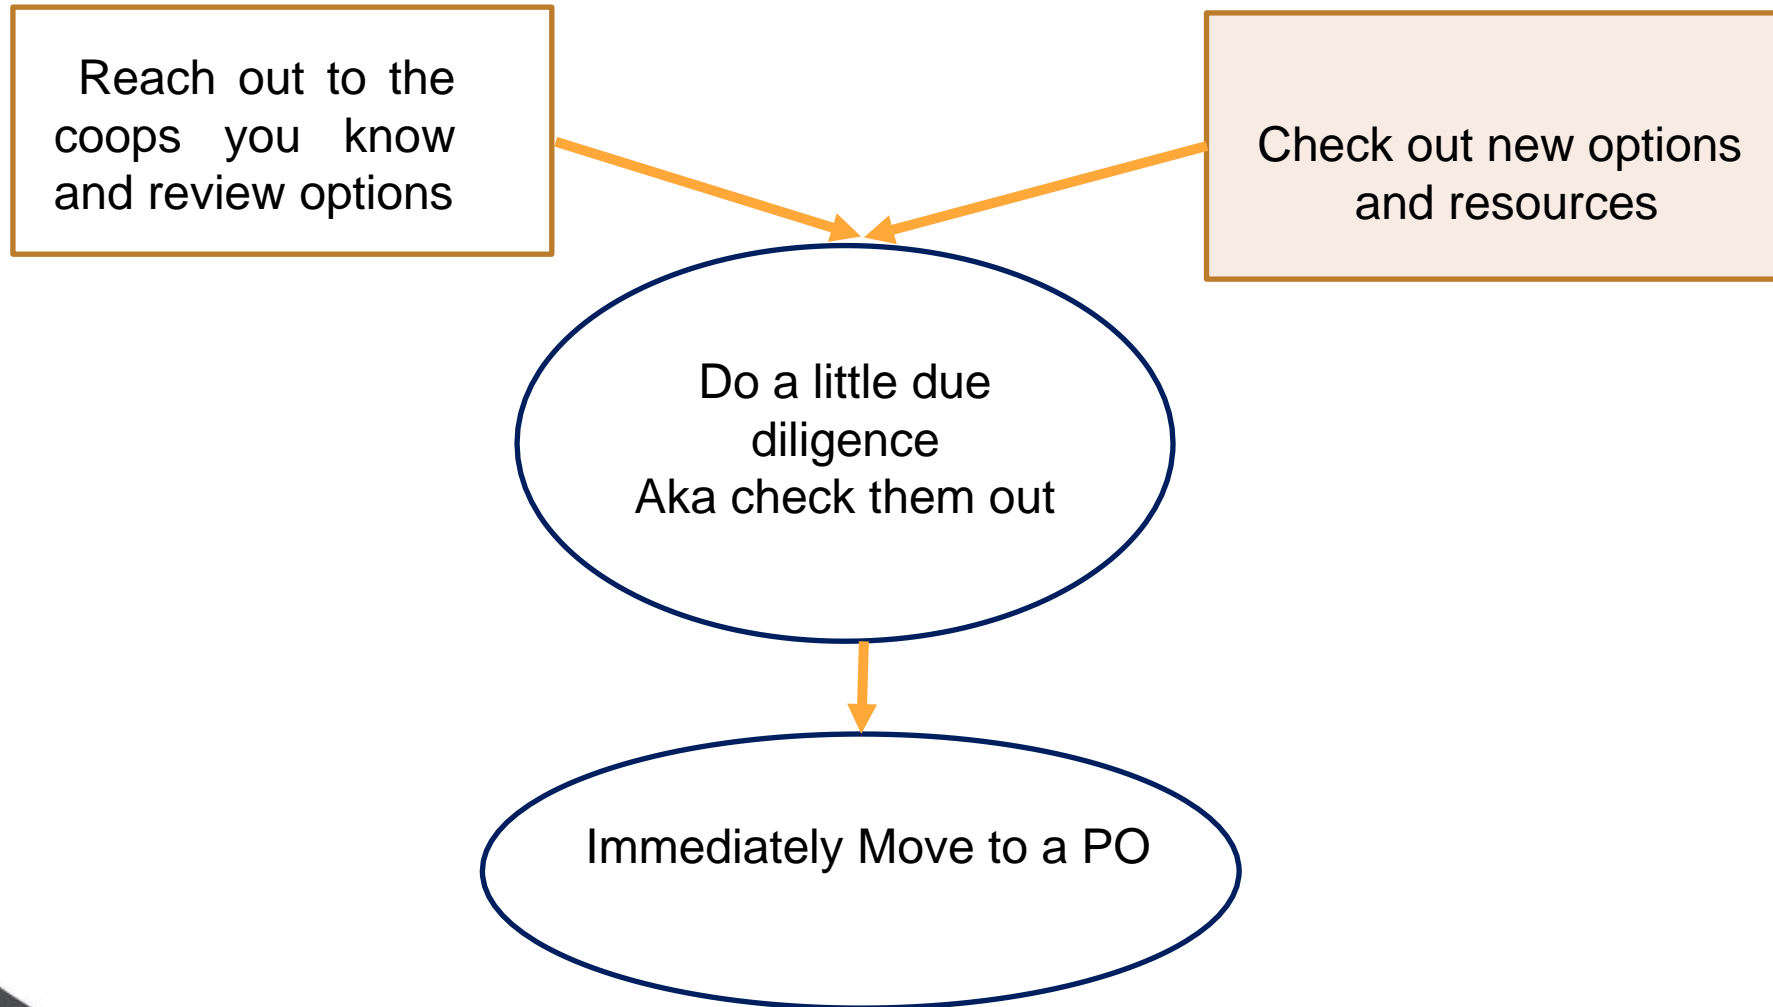 Reach out to the
coops you know
and review options
Check out new options
and resources
Do a little due
diligence
Aka check them out
Immediately Move to a PO